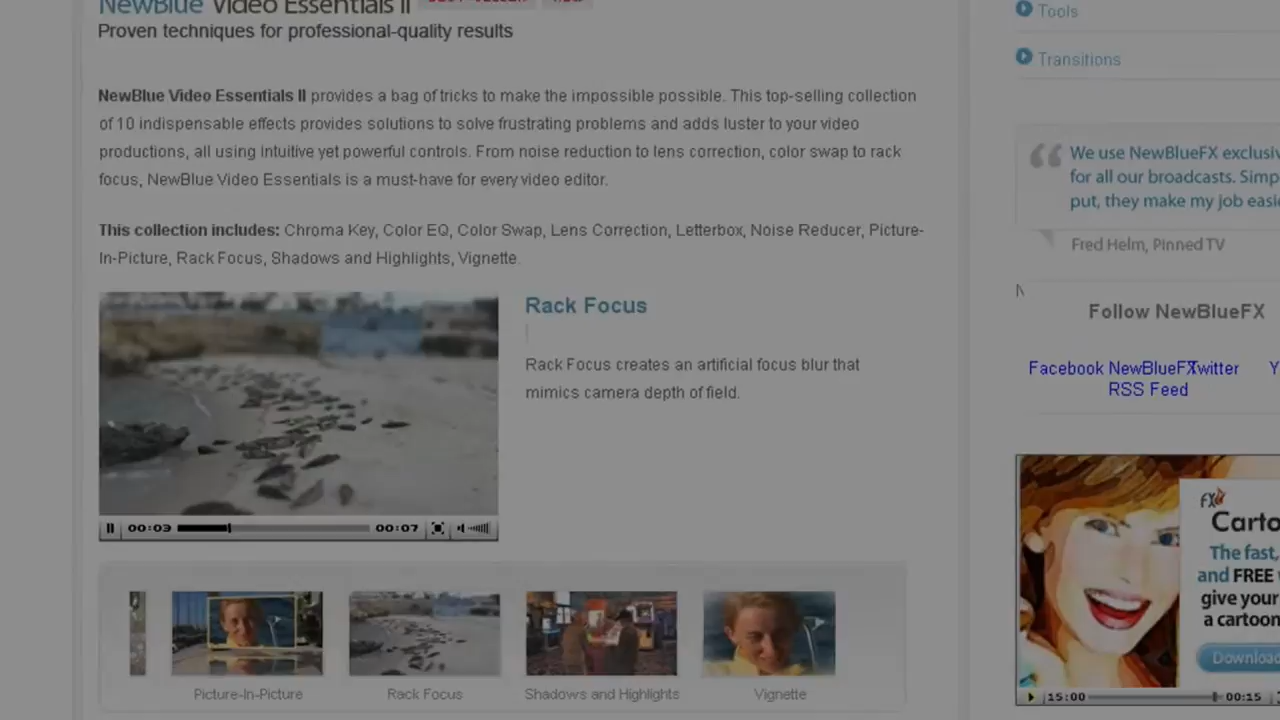 NewBlue Video Essentials II
Proven techniques for professional-quality results
NewBlue Video Essentials II provides a bag of tricks to make the impossible possible. This top-selling collection
of 10 indispensable effects provides solutions to solve frustrating problems and adds luster to your video
productions, all using intuitive yet powerful controls. From noise reduction to lens correction, color swap to rack
focus, NewBlue Video Essentials is a must-have for every video editor.
This collection includes: Chroma Key, Color EQ, Color Swap, Lens Correction, Letterbox, Noise Reducer, Picture-
In-Picture, Rack Focus, Shadows and Highlights, Vignette.
Rack Focus
Rack Focus creates an artificial focus blur that
mimics camera depth of field.
00:03
00:07
Picture-In-Picture
Rack Focus
Shadows and Highlights
Vignette
Tools
Transitions
We use NewBlueFX exclusiv
for all our broadcasts. Simp
put, they make my job easi
Fred Helm, Pinned TV
N
Follow NewBlueFX
Facebook NewBlueFX
Twitter
Y
RSS Feed
FX
Carto
The fast,
and FREE
give your
a cartoon
Downloa
15:00
00:15